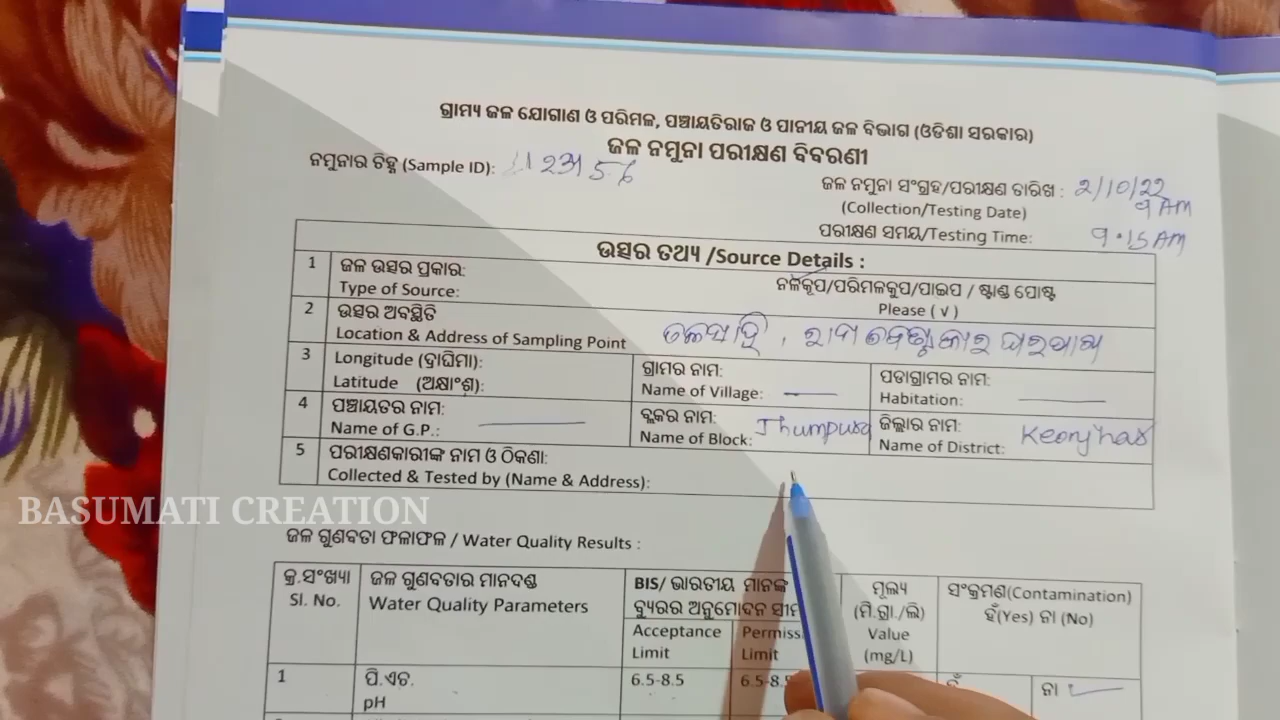 ଗ୍ରାମ୍ୟ ଜଳ ଯୋଗାଣ ଓ ପରିମଳ, ପଞ୍ଚାୟତିରାଜ ଓ ପାନୀୟ ଜଳ ବିଭାଗ (ଓଡିଶା ସରକାର)
ଜଳ ନମୁନା ପରୀକ୍ଷଣ ବିବରଣୀ
ନମୁନାର ଚିହ୍ନ (Sample ID):
ଜଳ ନମୁନା ସଂଗ୍ରହ/ପରୀକ୍ଷଣ ତାରିଖ : 2/10/22
(Collection/Testing Date) 9 AM
ପରୀକ୍ଷଣ ସମୟ/Testing Time: 9.15 AM
ଉତ୍ସର ତଥ୍ୟ /Source Details :
1 ଜଳ ଉତ୍ସର ପ୍ରକାର: ନଳକୂପ/ପରିମଳକୁପ/ପାଇପ / ଷ୍ଟାଣ୍ଡ ପୋଷ୍ଟ
Type of Source: Please ( √ )
2 ଉତ୍ସର ଅବସ୍ଥିତି
Location & Address of Sampling Point
3 Longitude (ଦ୍ରାଘିମା): ଗ୍ରାମର ନାମ: ପଡାଗ୍ରାମର ନାମ:
Latitude (ଅକ୍ଷାଂଶ): Name of Village: Habitation:
4 ପଞ୍ଚାୟତର ନାମ: ବ୍ଲକର ନାମ: ଜିଲ୍ଲାର ନାମ:
Name of G.P.: Name of Block: Jhumpura Name of District: Keonjhar
5 ପରୀକ୍ଷଣକାରୀଙ୍କ ନାମ ଓ ଠିକଣା:
Collected & Tested by (Name & Address):
BASUMATI CREATION
ଜଳ ଗୁଣବତା ଫଳାଫଳ / Water Quality Results :
କ୍ର.ସଂଖ୍ୟା ଜଳ ଗୁଣବତାର ମାନଦଣ୍ଡ BIS/ ଭାରତୀୟ ମାନଙ୍କ ମୂଲ୍ୟ ସଂକ୍ରମଣ(Contamination)
Sl. No. Water Quality Parameters ବ୍ୟୁରର ଅନୁମୋଦନ (ମି.ଗ୍ରା./ଲି) ହଁ(Yes) ନା (No)
Acceptance Value
Limit Limit (mg/L)
1 ପି.ଏଚ. 6.5-8.5 ହଁ ନା
pH